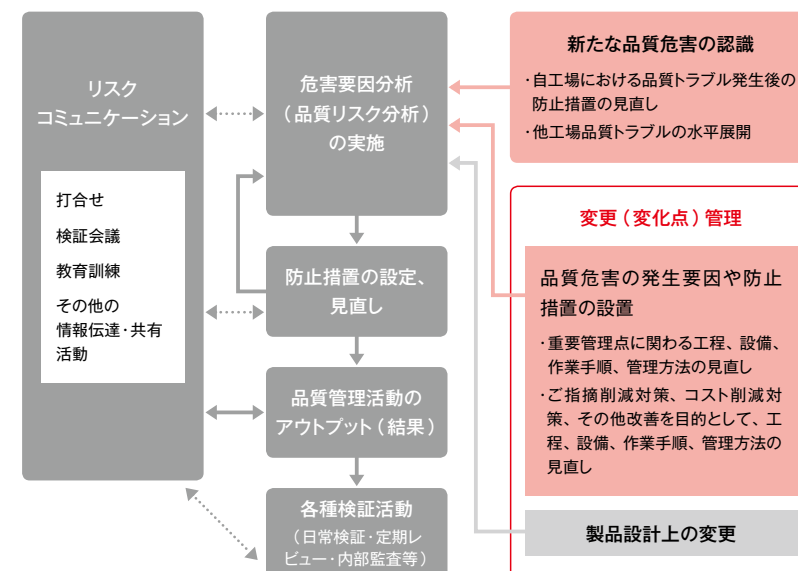 リスク
コミュニケーション
打合せ
検証会議
教育訓練
その他の
情報伝達・共有
活動
危害要因分析
（品質リスク分析）
の実施
防止措置の設定、
見直し
品質管理活動の
アウトプット（結果）
各種検証活動
（日常検証・定期レ
ビュー・内部監査等）
新たな品質危害の認識
・自工場における品質トラブル発生後の
防止措置の見直し
・他工場品質トラブルの水平展開
変更（変化点）管理
品質危害の発生要因や防止
措置の設置
・重要管理点に関わる工程、設備、
作業手順、管理方法の見直し
・ご指摘削減対策、コスト削減対
策、その他改善を目的として、工
程、設備、作業手順、管理方法の
見直し
製品設計上の変更